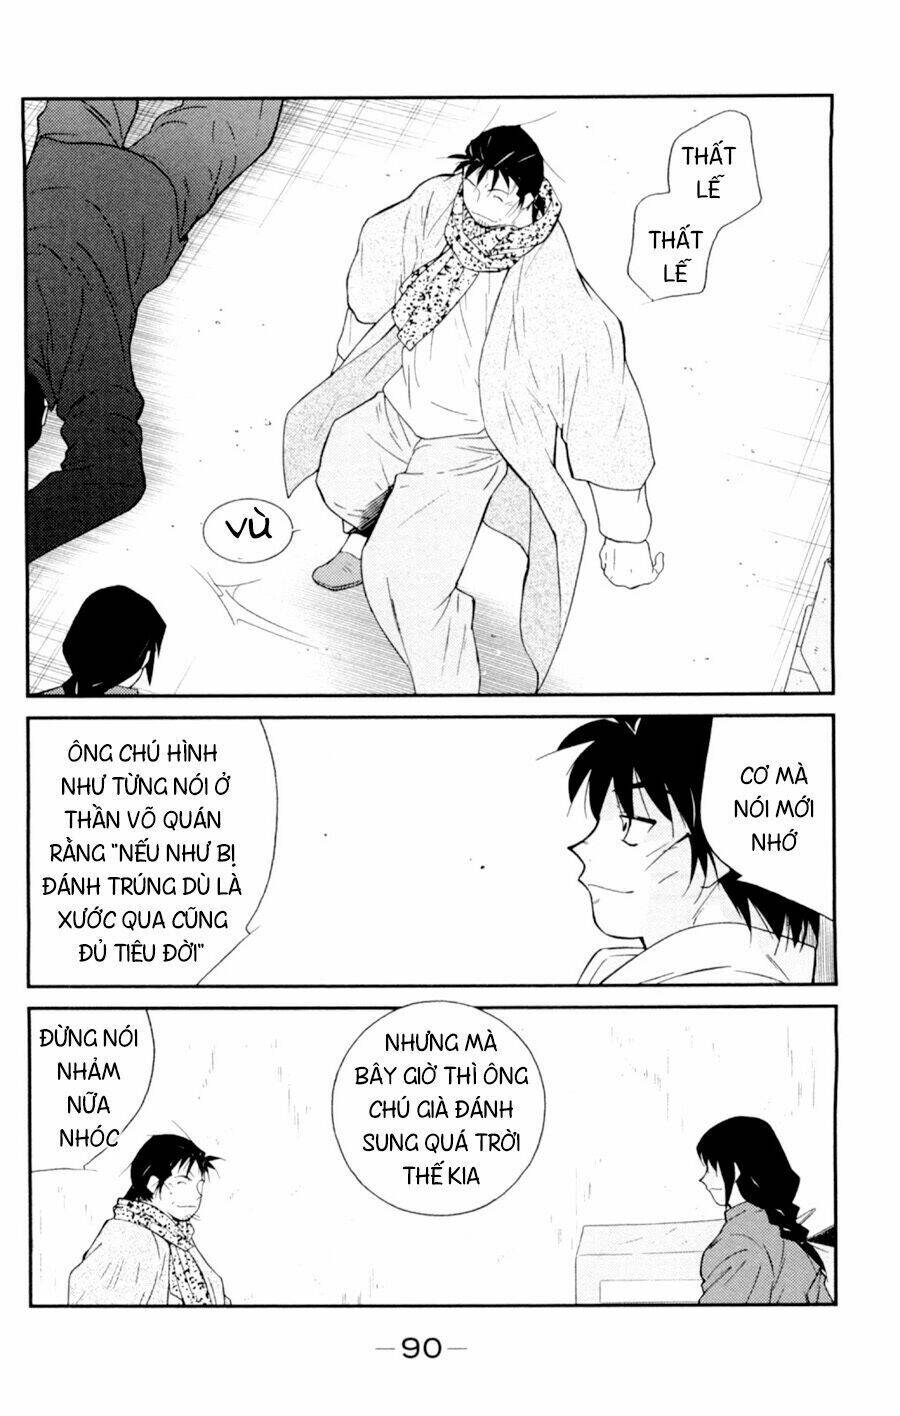 THẤT
LỄ
THẤT
LỄ
VÙ
CƠ MÀ
NÓI MỚI
NHỚ
ÔNG CHÚ HÌNH
NHƯ TỪNG NÓI Ở
THẦN VÕ QUÁN
RẰNG "NẾU NHƯ BỊ
ĐÁNH TRÚNG DÙ LÀ
XƯỚC QUA CŨNG
ĐỦ TIÊU ĐỜI"
NHƯNG MÀ
BÂY GIỜ THÌ ÔNG
CHÚ GIÀ ĐÁNH
SUNG QUÁ TRỜI
THẾ KIA
ĐỪNG NÓI
NHẢM
NỮA
NHÓC
—90—